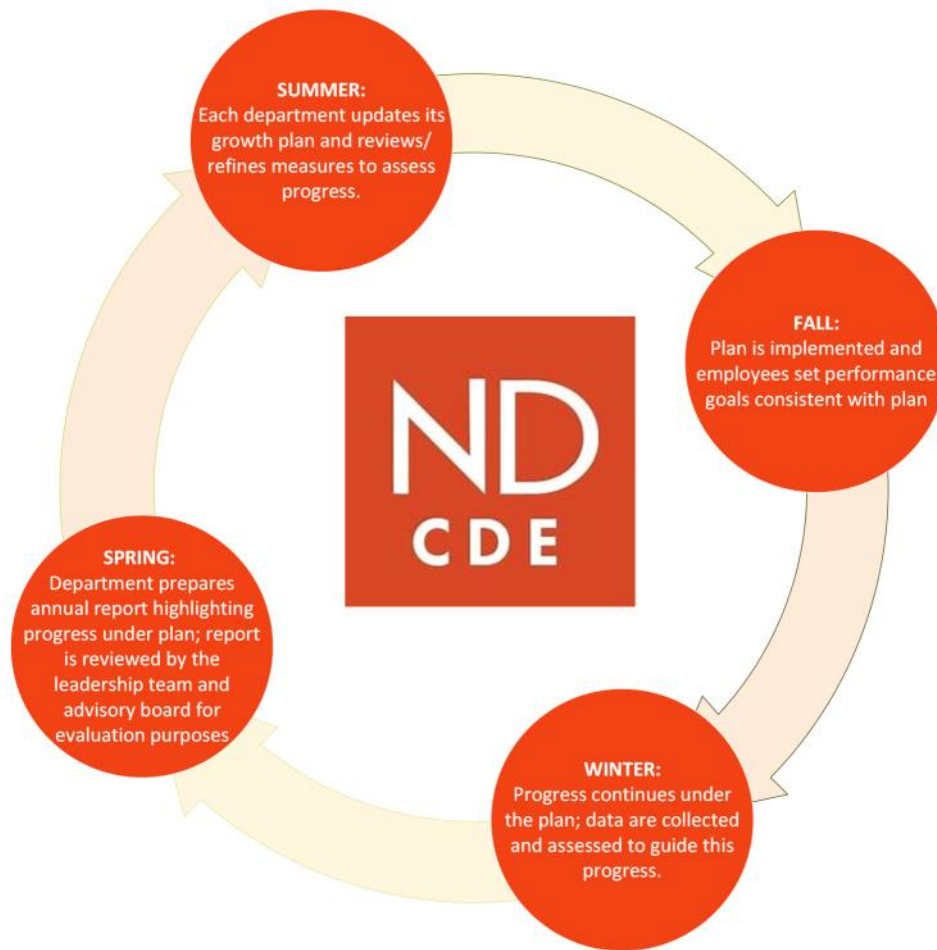 SUMMER:
Each department updates its
growth plan and reviews/
refines measures to assess
progress.
FALL:
Plan is implemented and
employees set performance
goals consistent with plan
ND
CDE
SPRING:
Department prepares
annual report highlighting
progress under plan; report
is reviewed by the
leadership team and
advisory board for
evaluation purposes
WINTER:
Progress continues under
the plan; data are collected
and assessed to guide this
progress.